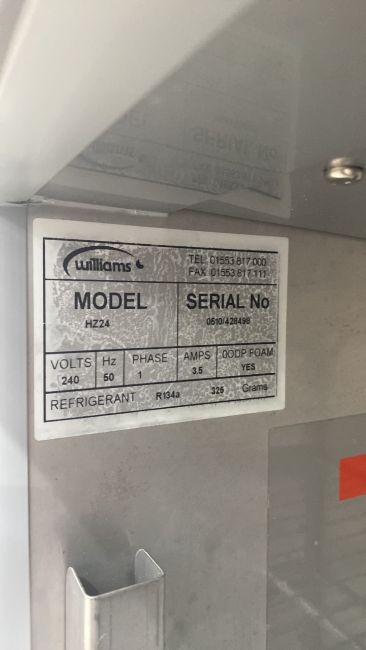 williams
TEL 01553 817 000
FAX 01553 817 111
MODEL
HZ24
SERIAL No
0510/428498
VOLTS
240
Hz
50
PHASE
1
AMPS
3.5
0ODP FOAM
YES
REFRIGERANT R134a 325 Grams